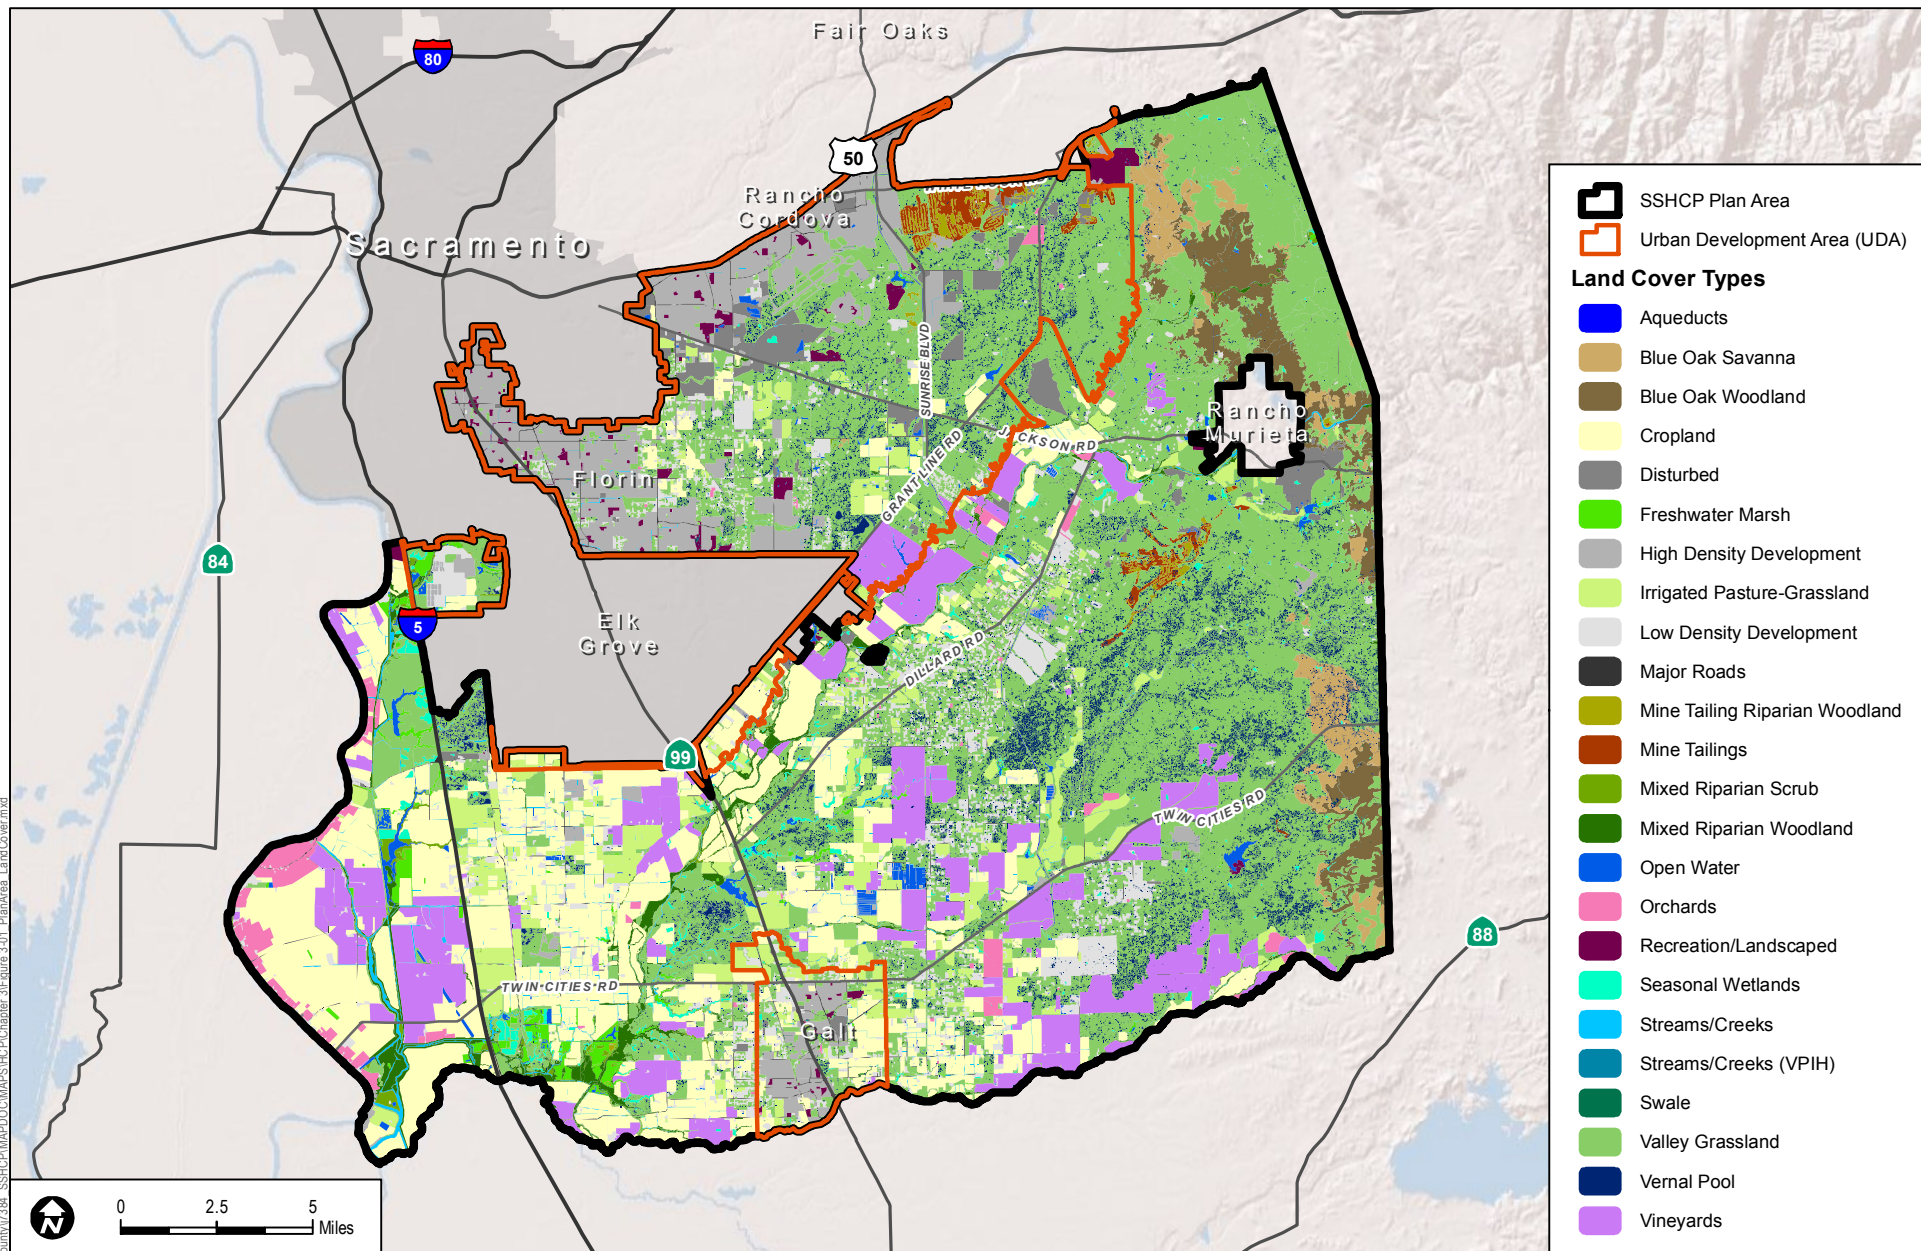 Fair Oaks
80
50
Rancho
Cordova
Sacramento
SUNRISE BLVD
Rancho
Murieta
JACKSON RD
GRANT LINE RD
Florin
84
5
Elk
Grove
DILLARD RD
99
TWIN CITIES RD
88
TWIN CITIES RD
Galt
N
0 2.5 5
Miles
SSHCP Plan Area
Urban Development Area (UDA)
Land Cover Types
Aqueducts
Blue Oak Savanna
Blue Oak Woodland
Cropland
Disturbed
Freshwater Marsh
High Density Development
Irrigated Pasture-Grassland
Low Density Development
Major Roads
Mine Tailing Riparian Woodland
Mine Tailings
Mixed Riparian Scrub
Mixed Riparian Woodland
Open Water
Orchards
Recreation/Landscaped
Seasonal Wetlands
Streams/Creeks
Streams/Creeks (VPIH)
Swale
Valley Grassland
Vernal Pool
Vineyards